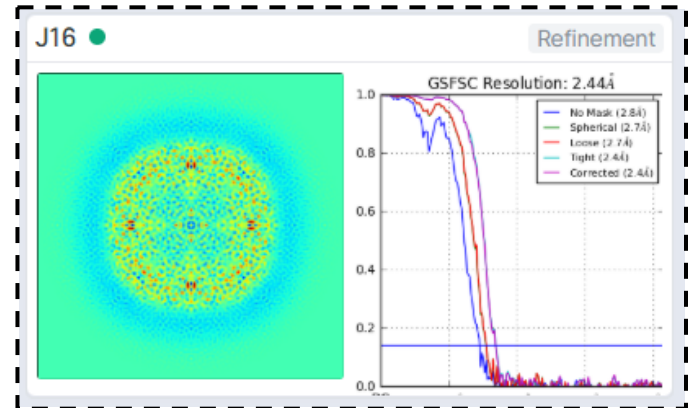 J16
Refinement
GSFSC Resolution: 2.44Å
1.0
0.8
0.6
0.4
0.2
0.0
No Mask (2.8Å)
Spherical (2.7Å)
Loose (2.7Å)
Tight (2.4Å)
Corrected (2.4Å)